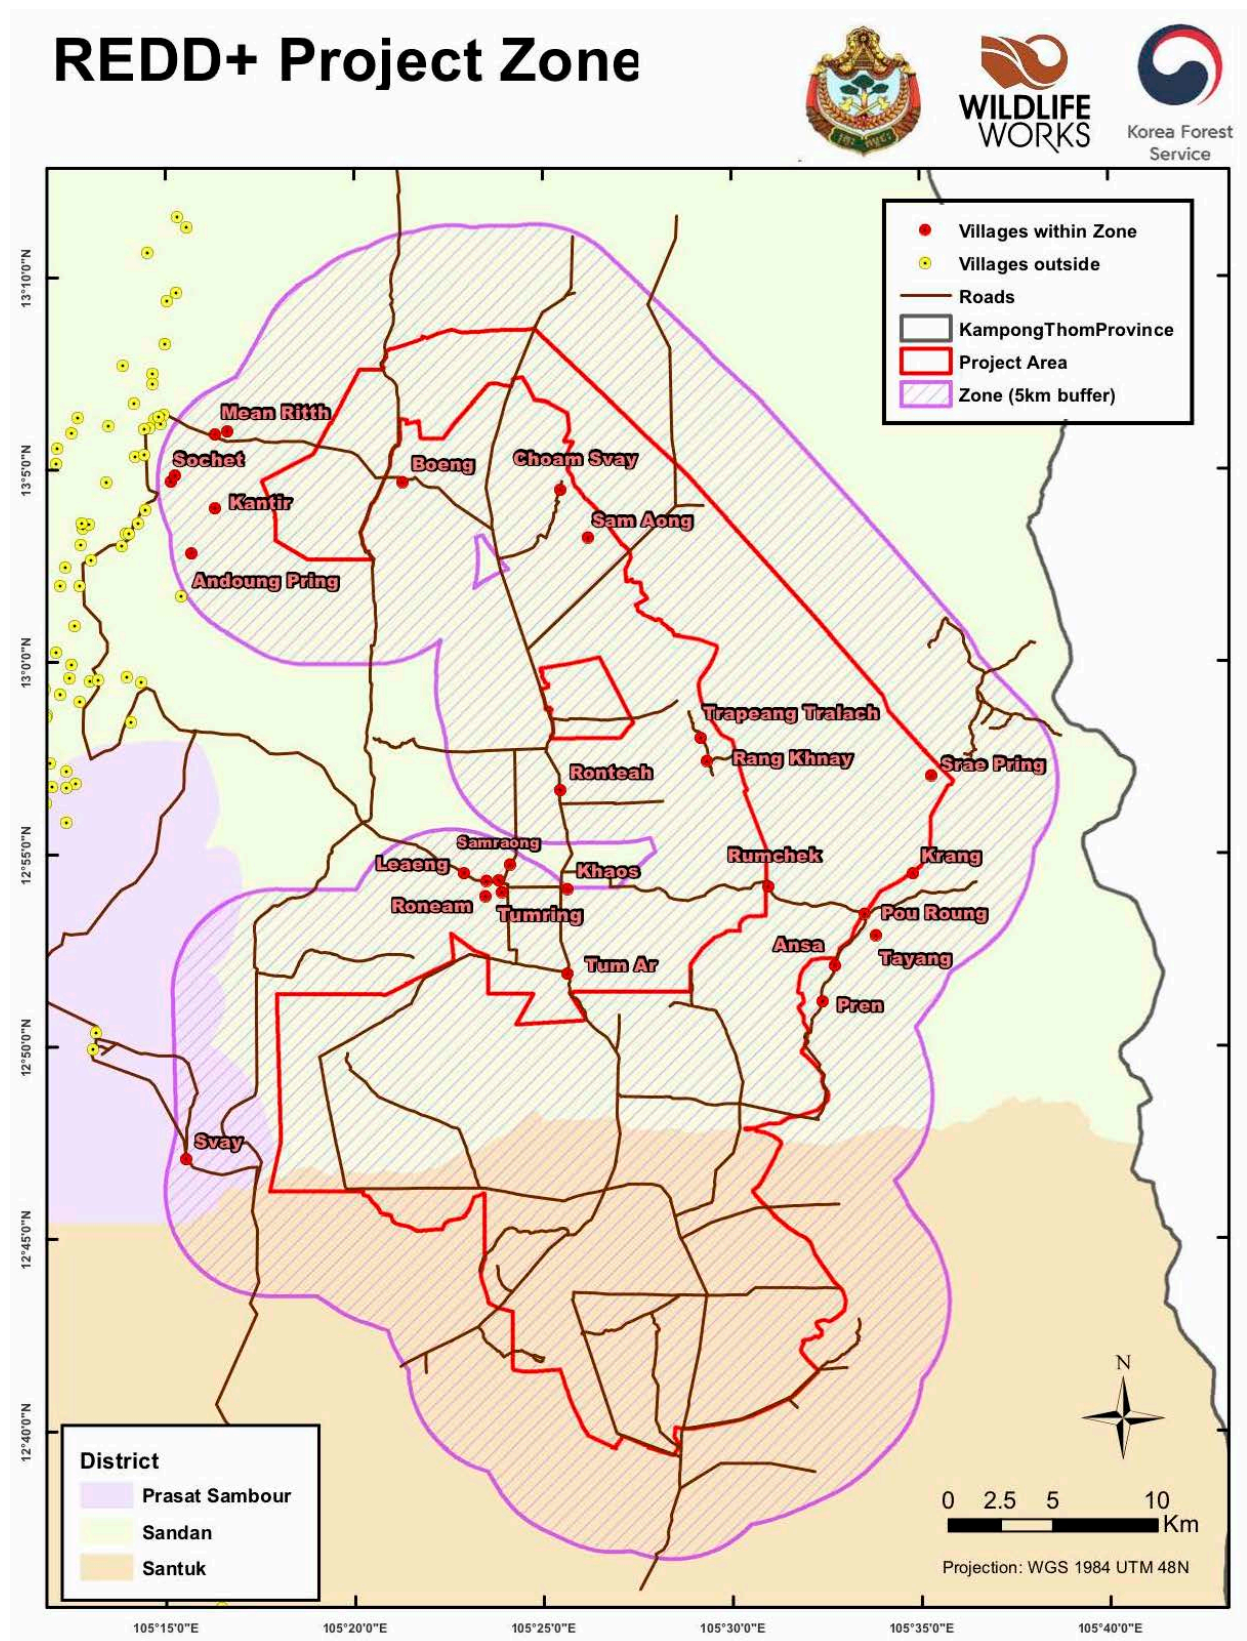 REDD+ Project Zone
WILDLIFE
WORKS
Korea Forest
Service
Villages within Zone
Villages outside
Roads
KampongThomProvince
Project Area
Zone (5km buffer)
13°10'0"N
13°5'0"N
13°0'0"N
12°55'0"N
12°50'0"N
12°45'0"N
12°40'0"N
Mean Ritth
Sochet
Boeng
Choam Svay
Kantir
Sam Aong
Andoung Pring
Trapeang Tralach
Rang Khnay
Srae Pring
Ronteah
Samraong
Leaeng
Khaos
Rumchek
Krang
Roneam
Tumring
Pou Roung
Ansa
Tayang
Tum Ar
Pren
Svay
N
District
Prasat Sambour
Sandan
Santuk
0 2.5 5 10
Km
Projection: WGS 1984 UTM 48N
105°15'0"E 105°20'0"E 105°25'0"E 105°30'0"E 105°35'0"E 105°40'0"E